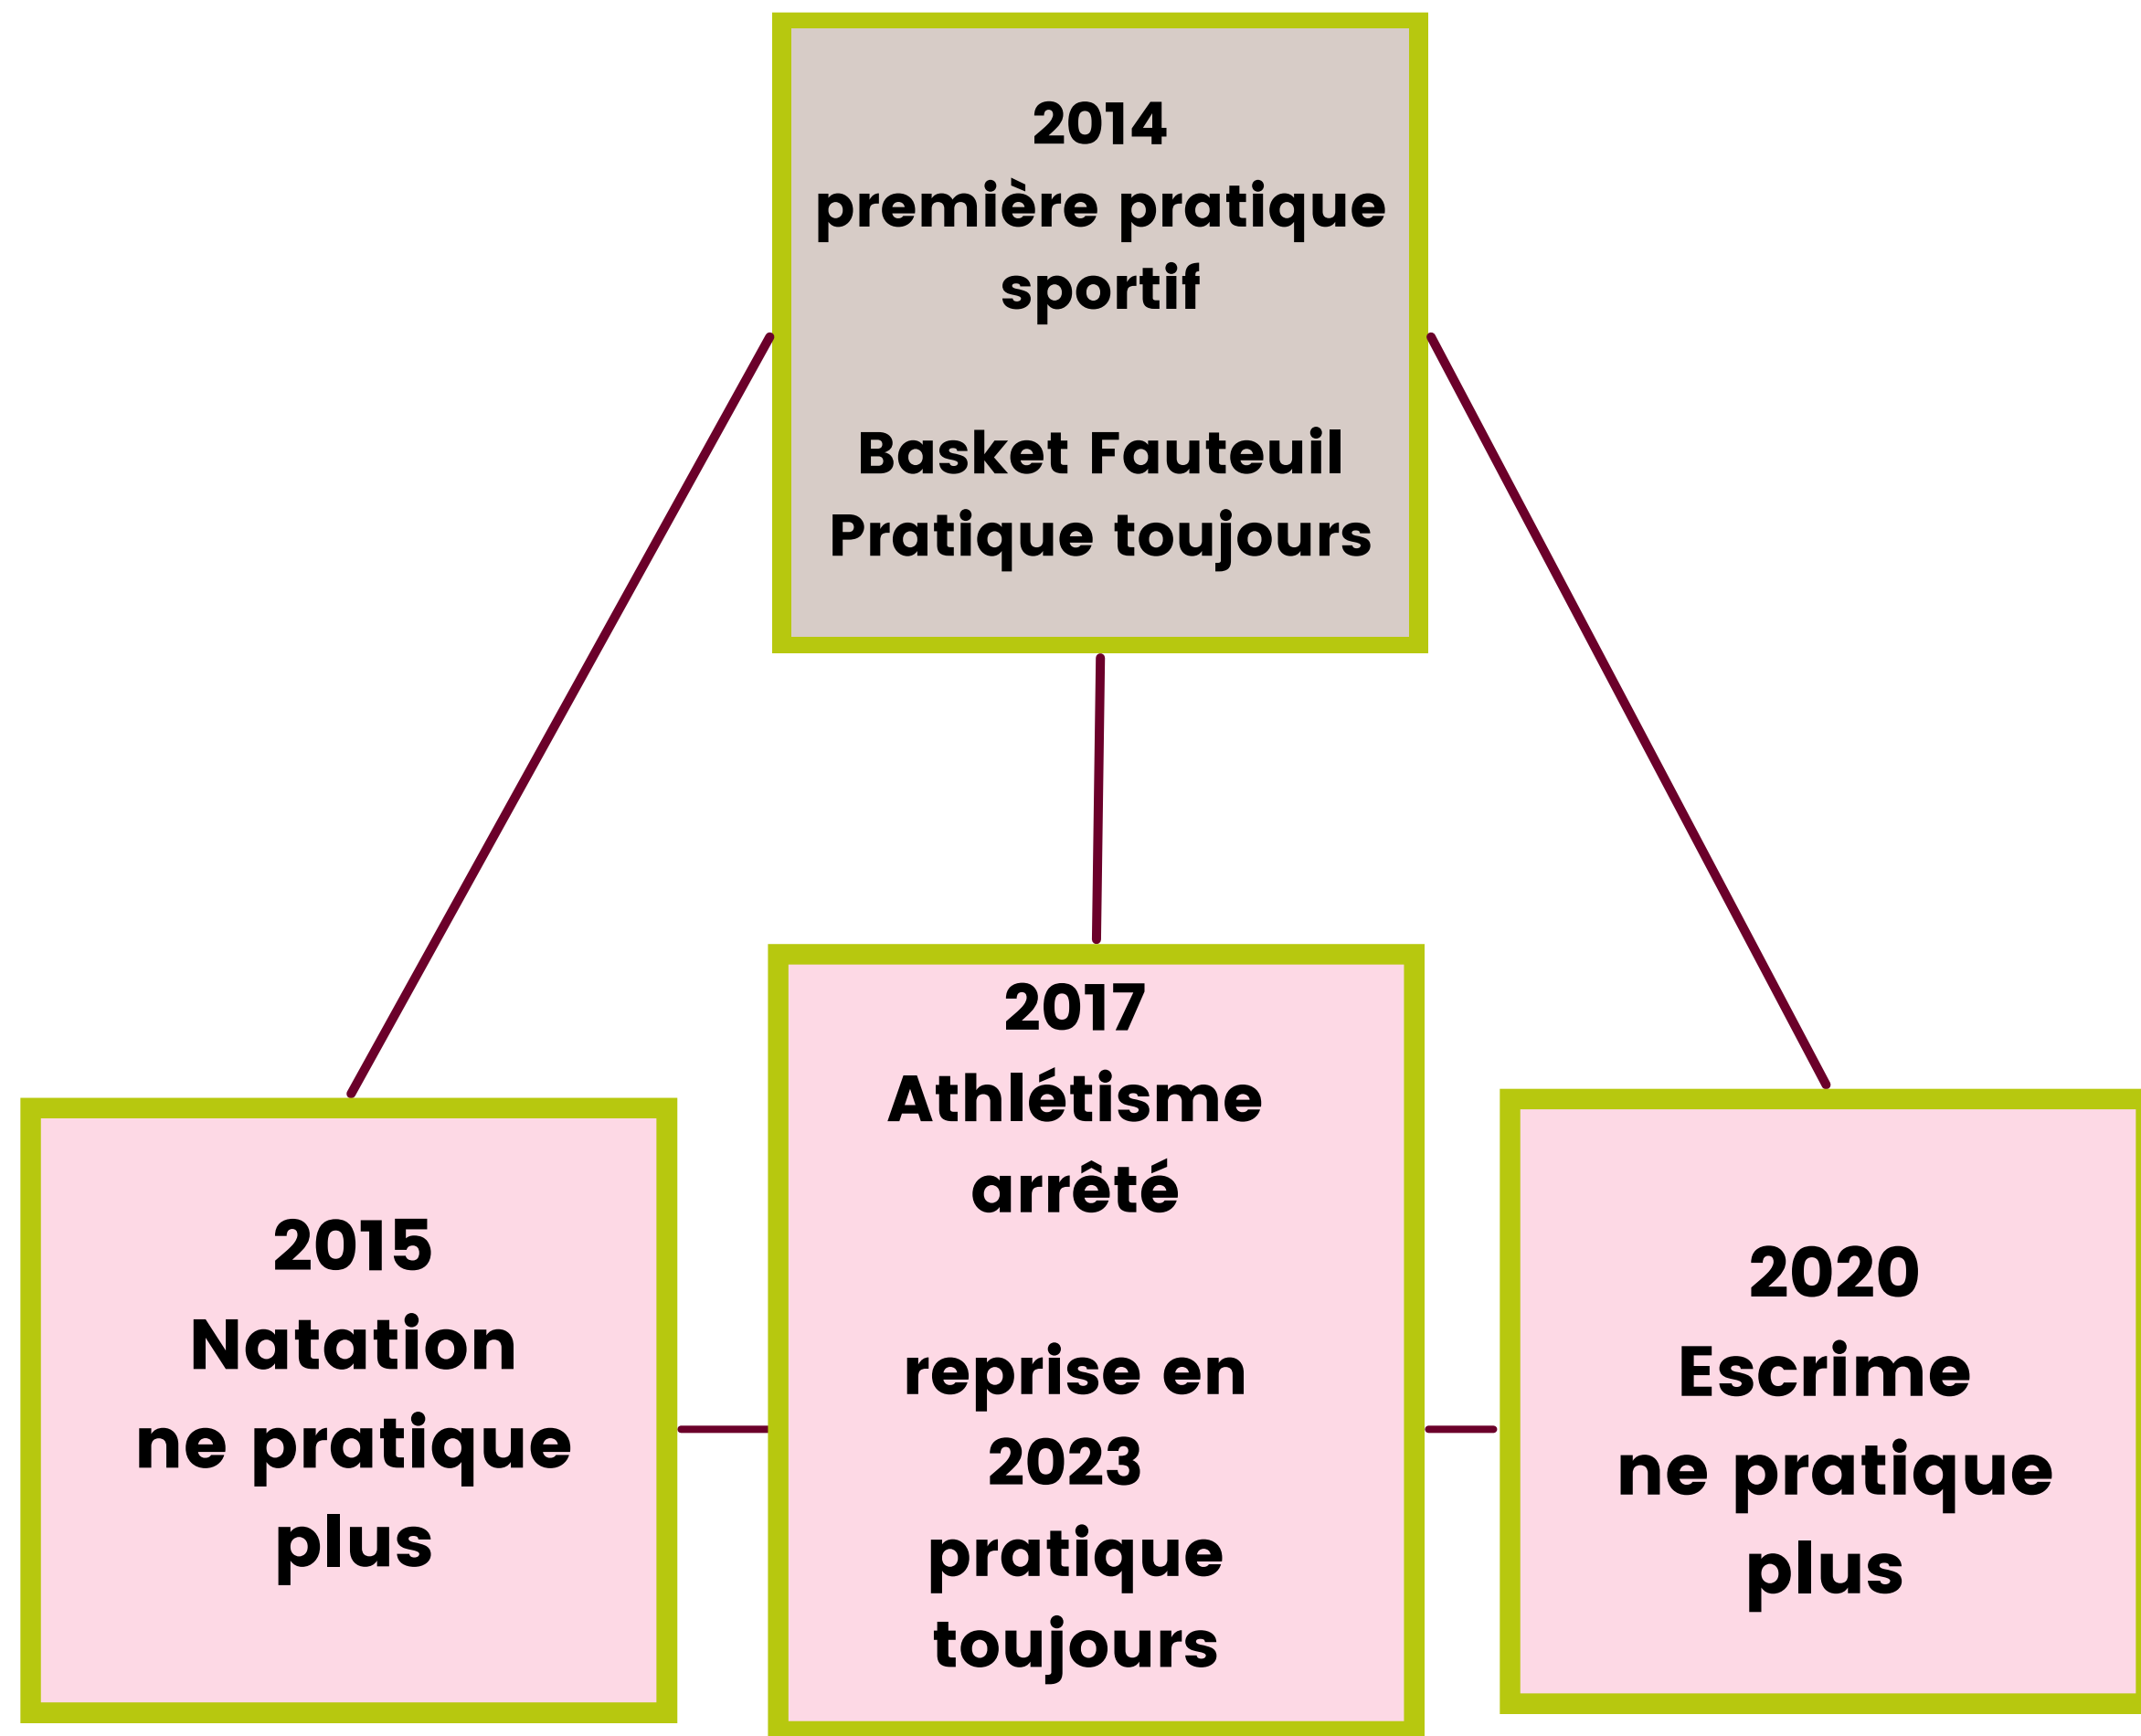 2014
première pratique
sportif
Basket Fauteuil
Pratique toujours
2015
Natation
ne pratique
plus
2017
Athlétisme
arrêté
reprise en
2023
pratique
toujours
2020
Escrime
ne pratique
plus